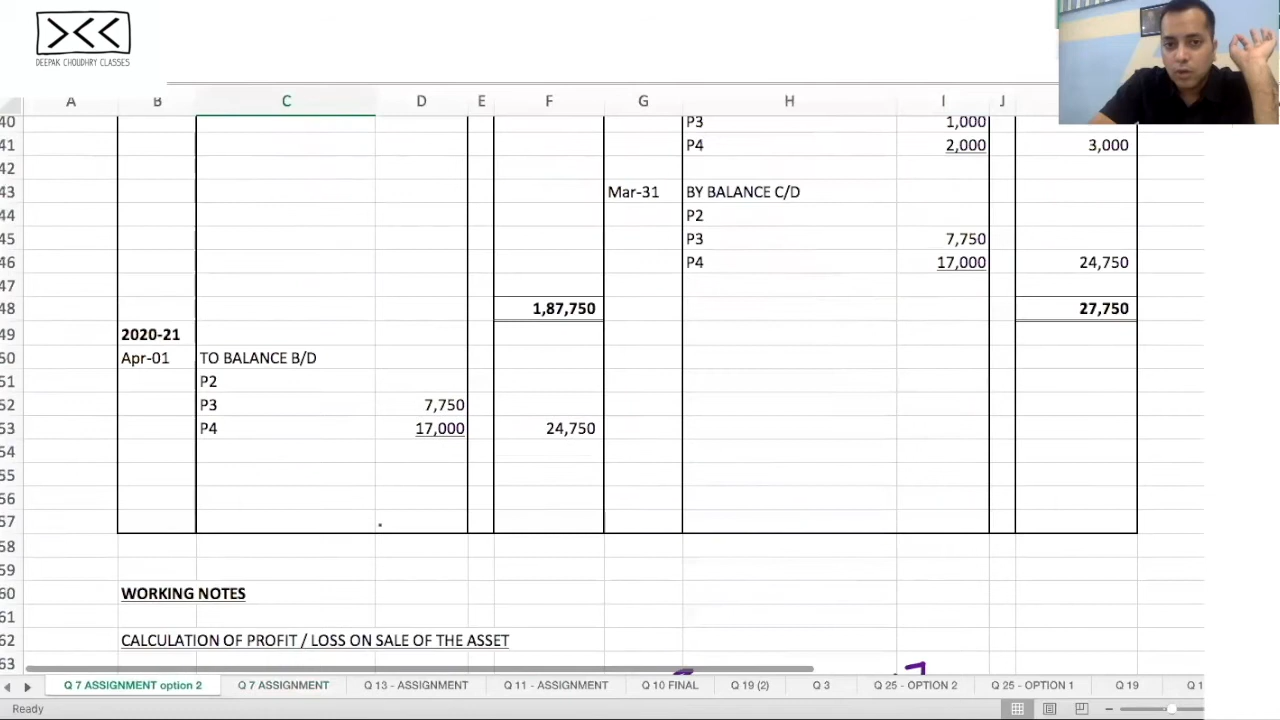 DEEPAK CHOUDHRY CLASSES
A B C D E F G H I J
40 P3 1,000
41 P4 2,000 3,000
42
43 Mar-31 BY BALANCE C/D
44 P2
45 P3 7,750
46 P4 17,000 24,750
47
48 1,87,750 27,750
49 2020-21
50 Apr-01 TO BALANCE B/D
51 P2
52 P3 7,750
53 P4 17,000 24,750
54
55
56
57
58
59
60 WORKING NOTES
61
62 CALCULATION OF PROFIT / LOSS ON SALE OF THE ASSET
63
Q 7 ASSIGNMENT option 2 Q 7 ASSIGNMENT Q 13 - ASSIGNMENT Q 11 - ASSIGNMENT Q 10 FINAL Q 19 (2) Q 3 Q 25 - OPTION 2 Q 25 - OPTION 1 Q 19 Q 1
Ready